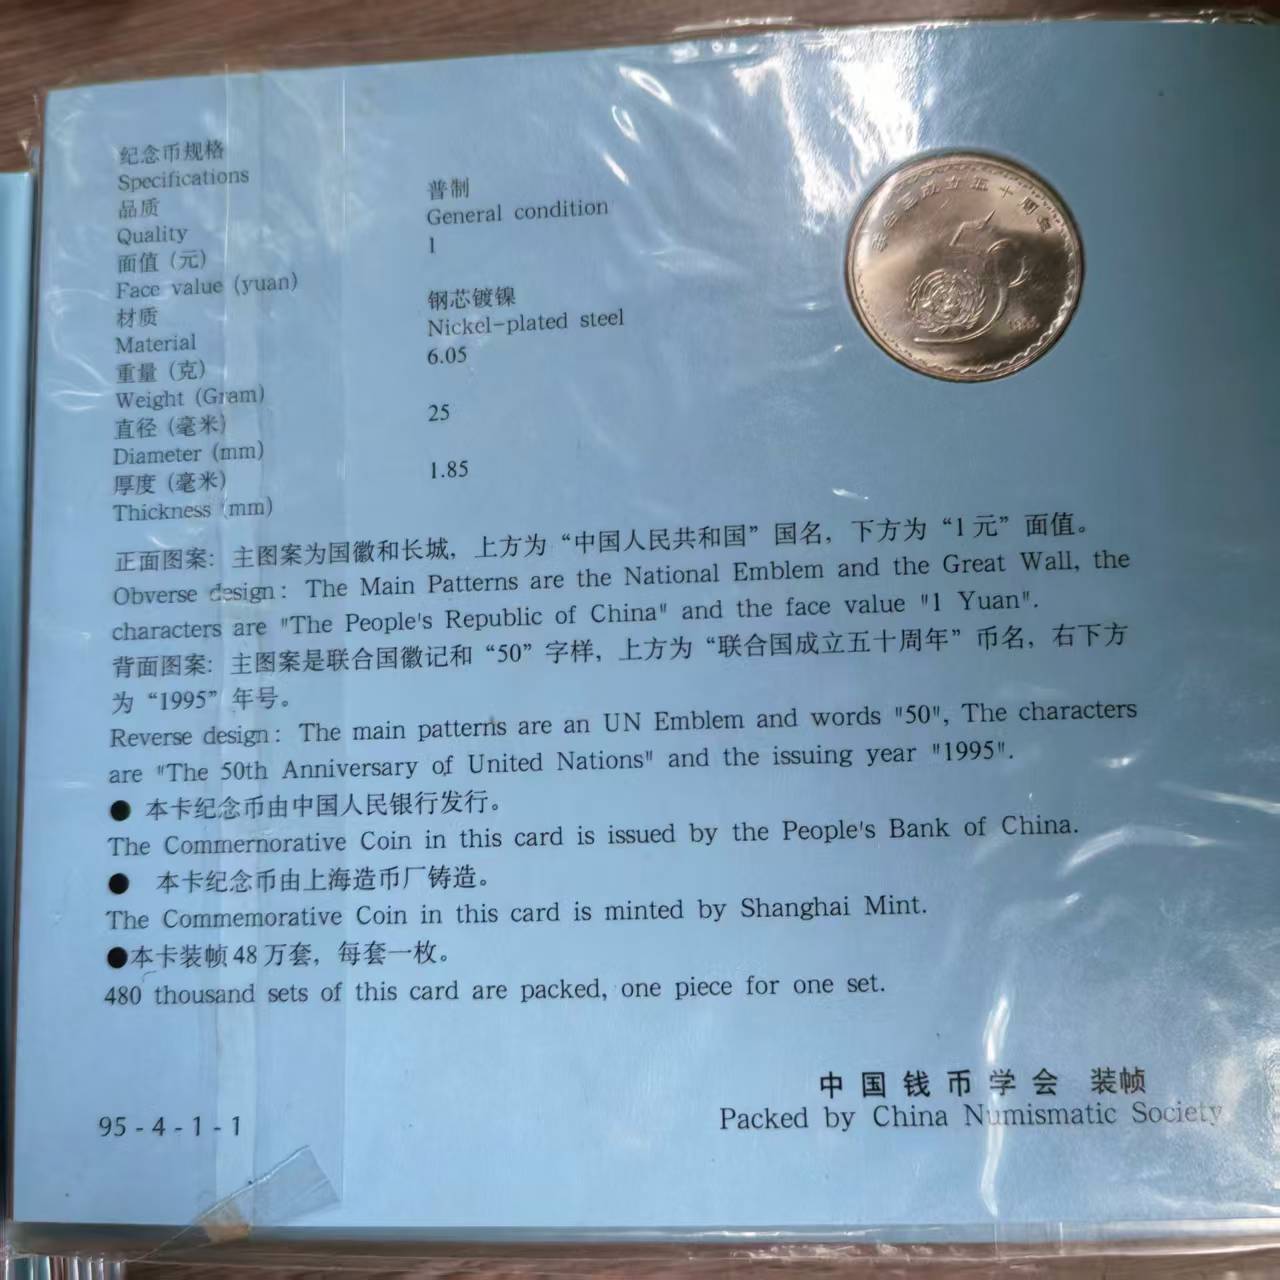 纪念币规格
Specifications
品质
普制
Quality
General condition
面值（元）
1
Face value (yuan)
材质
钢芯镀镍
Material
Nickel-plated steel
重量（克）
6.05
Weight (Gram)
直径（毫米）
25
Diameter (mm)
厚度（毫米）
1.85
Thickness (mm)
正面图案：主图案为国徽和长城，上方为“中国人民共和国”国名，下方为“1元”面值。
Obverse design: The Main Patterns are the National Emblem and the Great Wall, the
characters are "The People's Republic of China" and the face value "1 Yuan".
背面图案：主图案是联合国徽记和“50”字样，上方为“联合国成立五十周年”币名，右下方
为“1995”年号。
Reverse design: The main patterns are an UN Emblem and words "50", The characters
are "The 50th Anniversary of United Nations" and the issuing year "1995".
● 本卡纪念币由中国人民银行发行。
The Commernorative Coin in this card is issued by the People's Bank of China.
● 本卡纪念币由上海造币厂铸造。
The Commemorative Coin in this card is minted by Shanghai Mint.
●本卡装帧48万套，每套一枚。
480 thousand sets of this card are packed, one piece for one set.
中国钱币学会 装帧
Packed by China Numismatic Society
95-4-1-1
联合国成立五十周年
1995